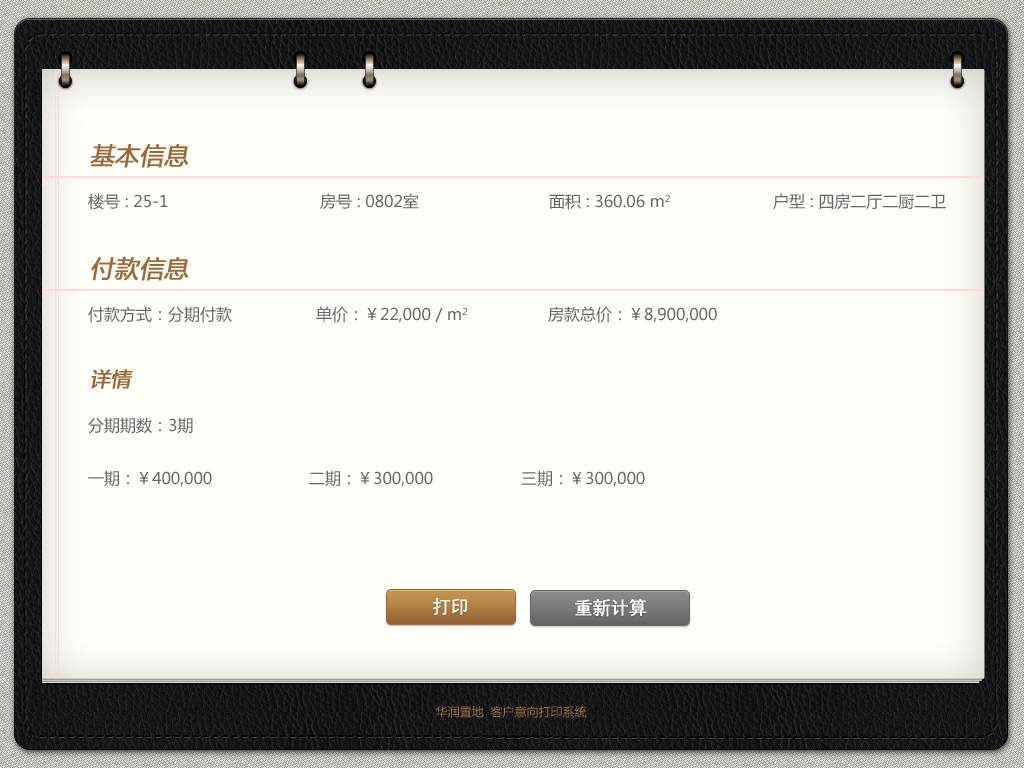 基本信息
楼号 : 25-1 房号 : 0802室 面积 : 360.06 m² 户型 : 四房二厅二厨二卫
付款信息
付款方式：分期付款 单价：￥22,000 / m² 房款总价：￥8,900,000
详情
分期期数：3期
一期：￥400,000 二期：￥300,000 三期：￥300,000
打印 重新计算
华润置地 客户意向打印系统